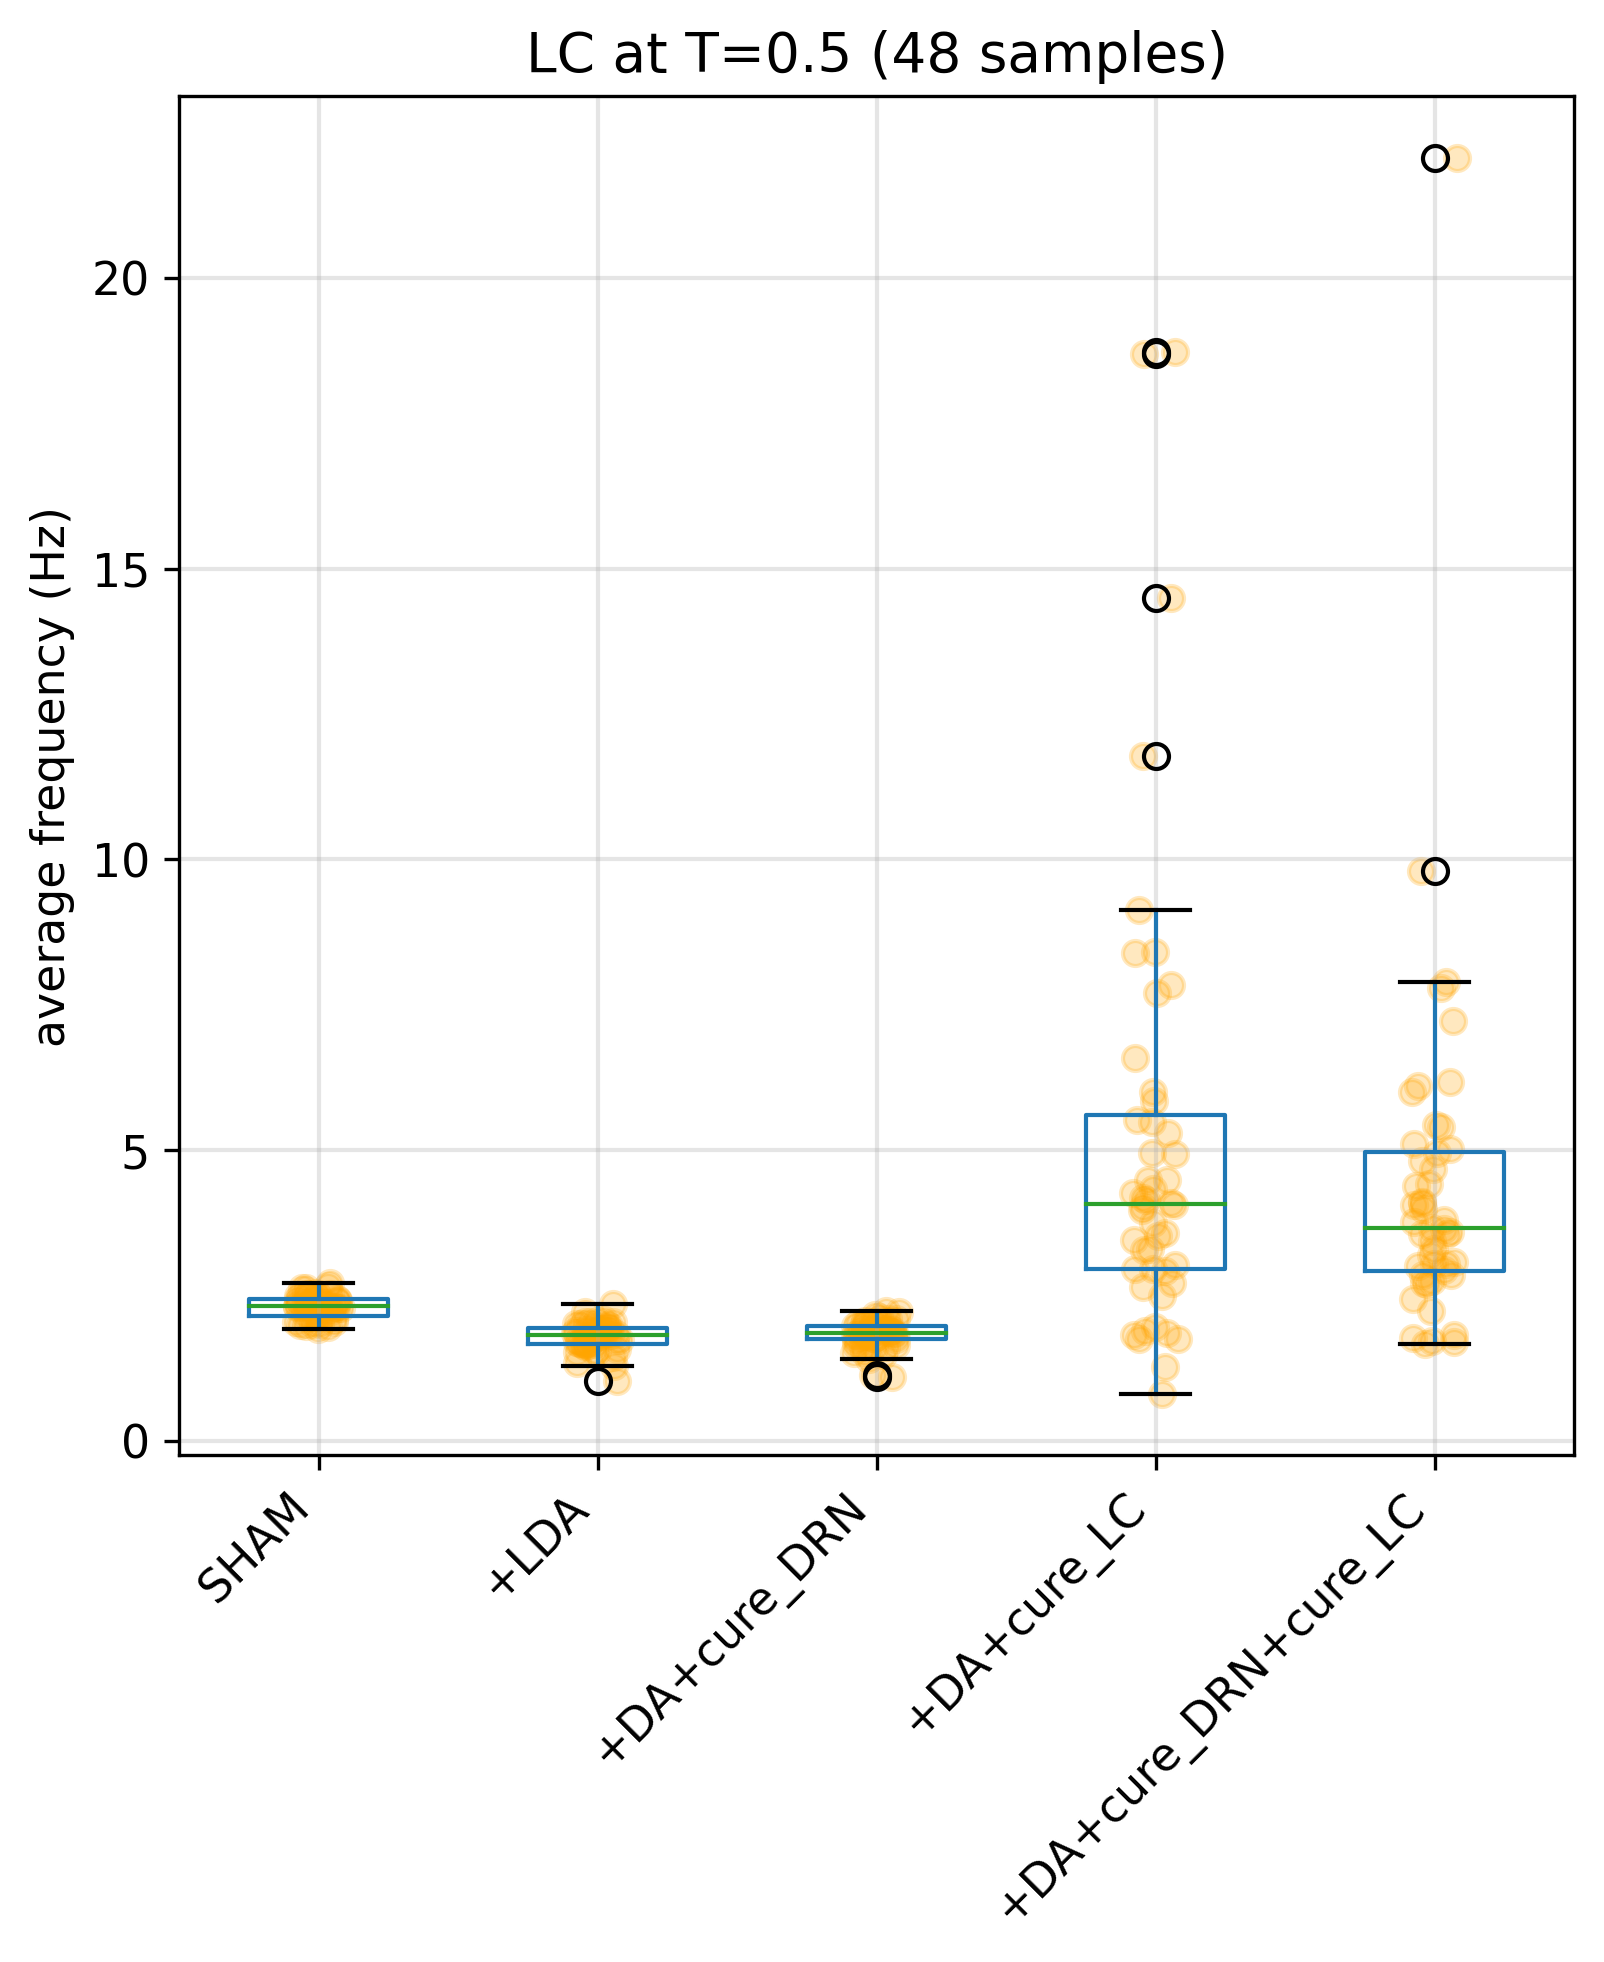 LC at T=0.5 (48 samples)
average frequency (Hz)
20
15
10
5
0
SHAM
+LDA
+DA+cure_DRN
+DA+cure_LC
+DA+cure_DRN+cure_LC